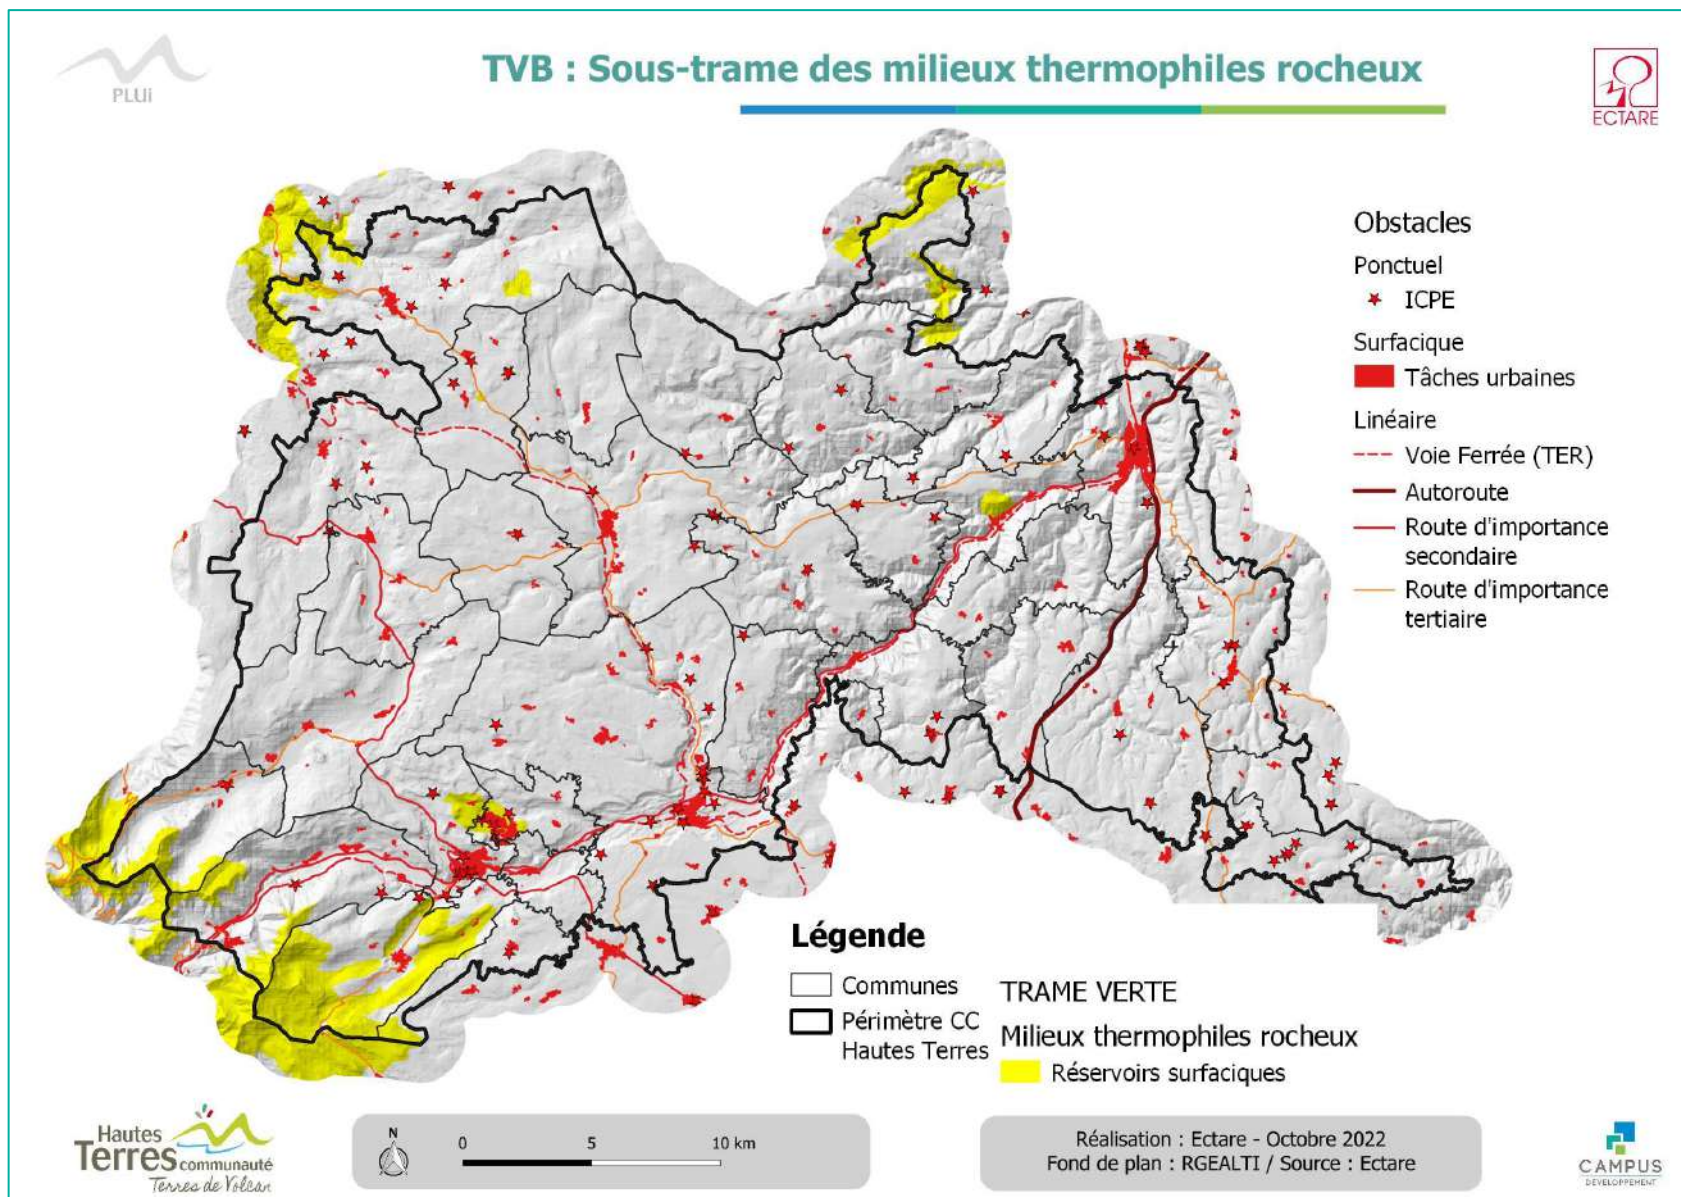 PLUi
TVB : Sous-trame des milieux thermophiles rocheux
ECTARE
Obstacles
Ponctuel
ICPE
Surfacique
Tâches urbaines
Linéaire
Voie Ferrée (TER)
Autoroute
Route d'importance
secondaire
Route d'importance
tertiaire
Légende
Communes
Périmètre CC
Hautes Terres
TRAME VERTE
Milieux thermophiles rocheux
Réservoirs surfaciques
Hautes
Terres communauté
Terres de Volcan
N
0 5 10 km
Réalisation : Ectare - Octobre 2022
Fond de plan : RGEALTI / Source : Ectare
CAMPUS
DEVELOPPEMENT